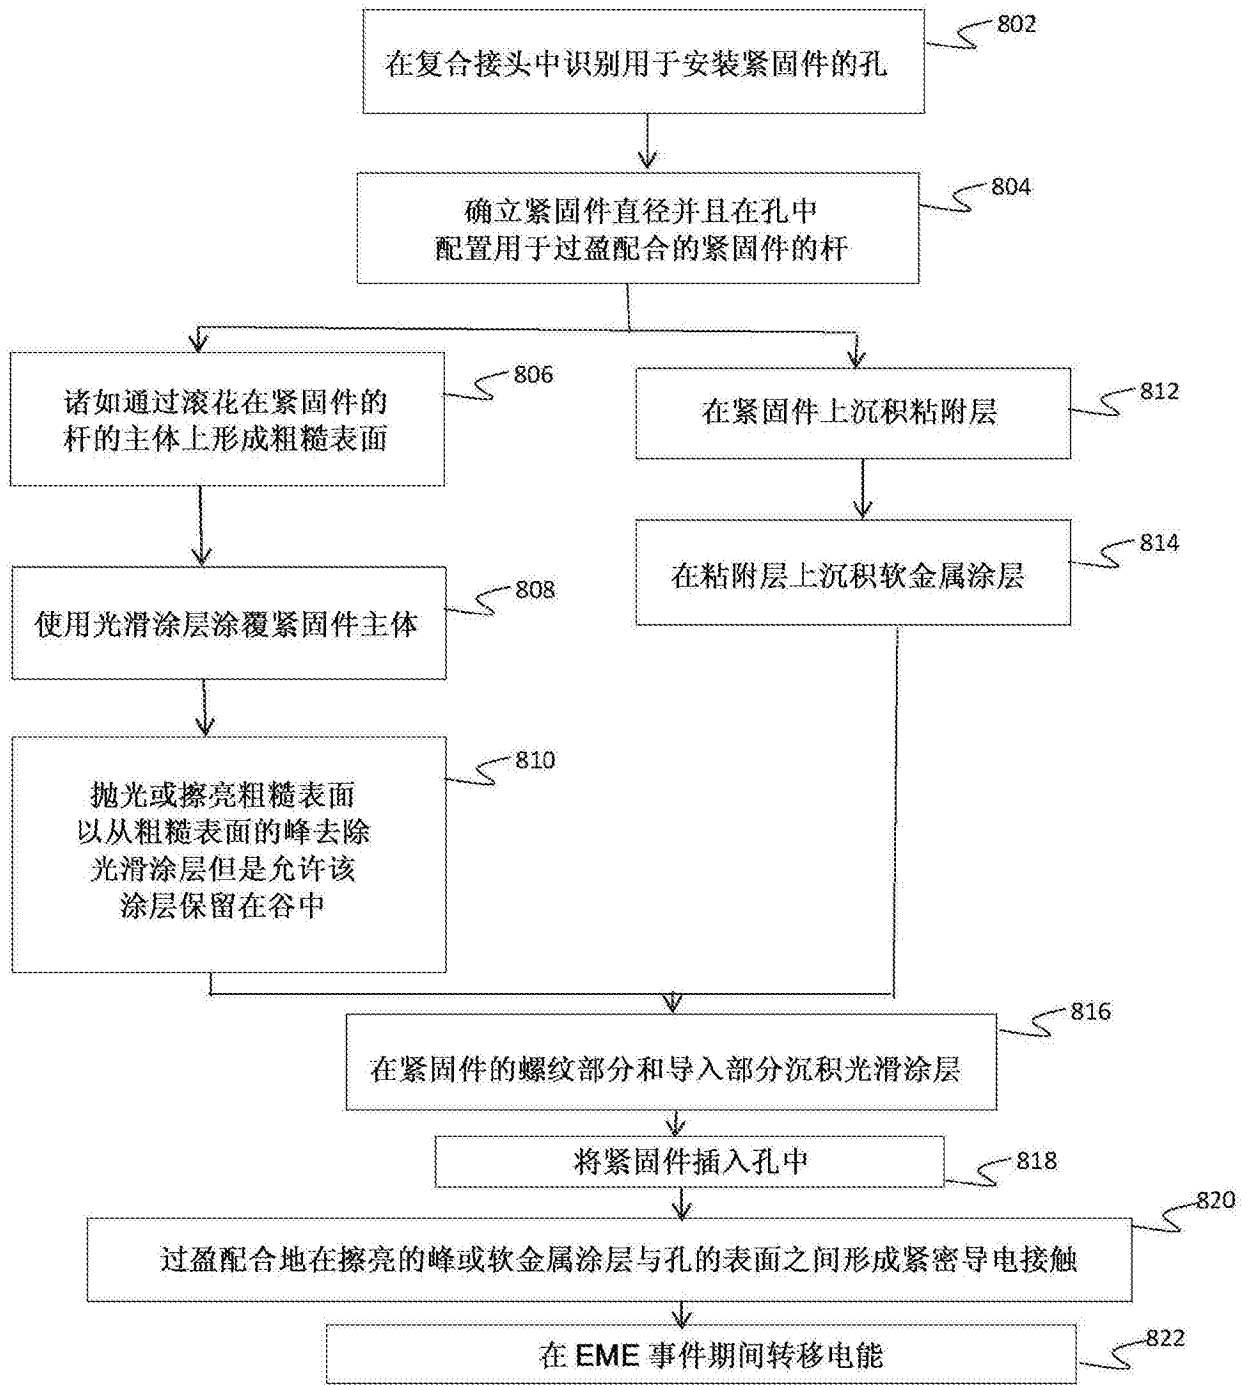 802
在复合接头中识别用于安装紧固件的孔
804
确立紧固件直径并且在孔中
配置用于过盈配合的紧固件的杆
806
诸如通过滚花在紧固件的
杆的主体上形成粗糙表面
808
使用光滑涂层涂覆紧固件主体
810
抛光或擦亮粗糙表面
以从粗糙表面的峰去除
光滑涂层但是允许该
涂层保留在谷中
812
在紧固件上沉积粘附层
814
在粘附层上沉积软金属涂层
816
在紧固件的螺纹部分和导入部分沉积光滑涂层
818
将紧固件插入孔中
820
过盈配合地在擦亮的峰或软金属涂层与孔的表面之间形成紧密导电接触
822
在 EME 事件期间转移电能